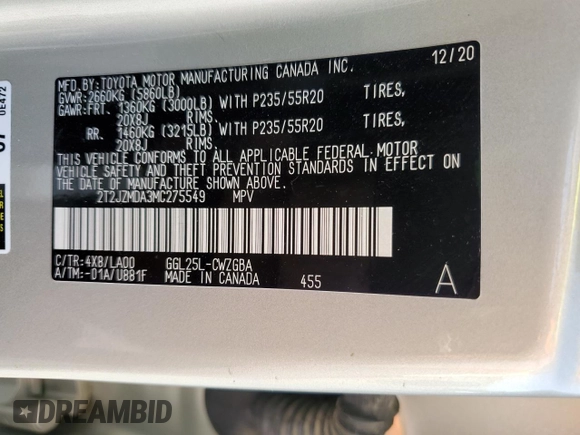 MFD.BY:TOYOTA MOTOR MANUFACTURING CANADA INC. 12/20
GVWR:2660KG (5860LB)
GAWR:FRT. 1360KG (3000LB) WITH P235/55R20 TIRES,
20X8J RIMS.
RR. 1460KG (3215LB) WITH P235/55R20 TIRES,
20X8J RIMS.
THIS VEHICLE CONFORMS TO ALL APPLICABLE FEDERAL MOTOR
VEHICLE SAFETY AND THEFT PREVENTION STANDARDS IN EFFECT
ON THE DATE OF MANUFACTURE SHOWN ABOVE.
2T2JZMDA3MC275549 MPV
C/TR:4X8/LA00 GGL25L-CWZGBA
A/TM:-01A/UB81F MADE IN CANADA 455 A
0E472
DREAMBID